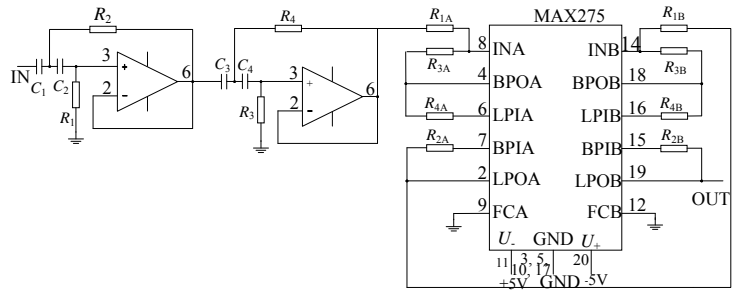 R2 R4 R1A MAX275 R1B
IN C1 C2 3 + 2 - 6 R1
C3 C4 3 + 2 - 6 R3
8 INA INB 14
R3A R3B
4 BPOA BPOB 18
R4A 6 LPIA LPIB 16 R4B
R2A 7 BPIA BPIB 15 R2B
2 LPOA LPOB 19
OUT
9 FCA FCB 12
U- GND U+
11 3, 5, 20
10, 17
+5V GND -5V